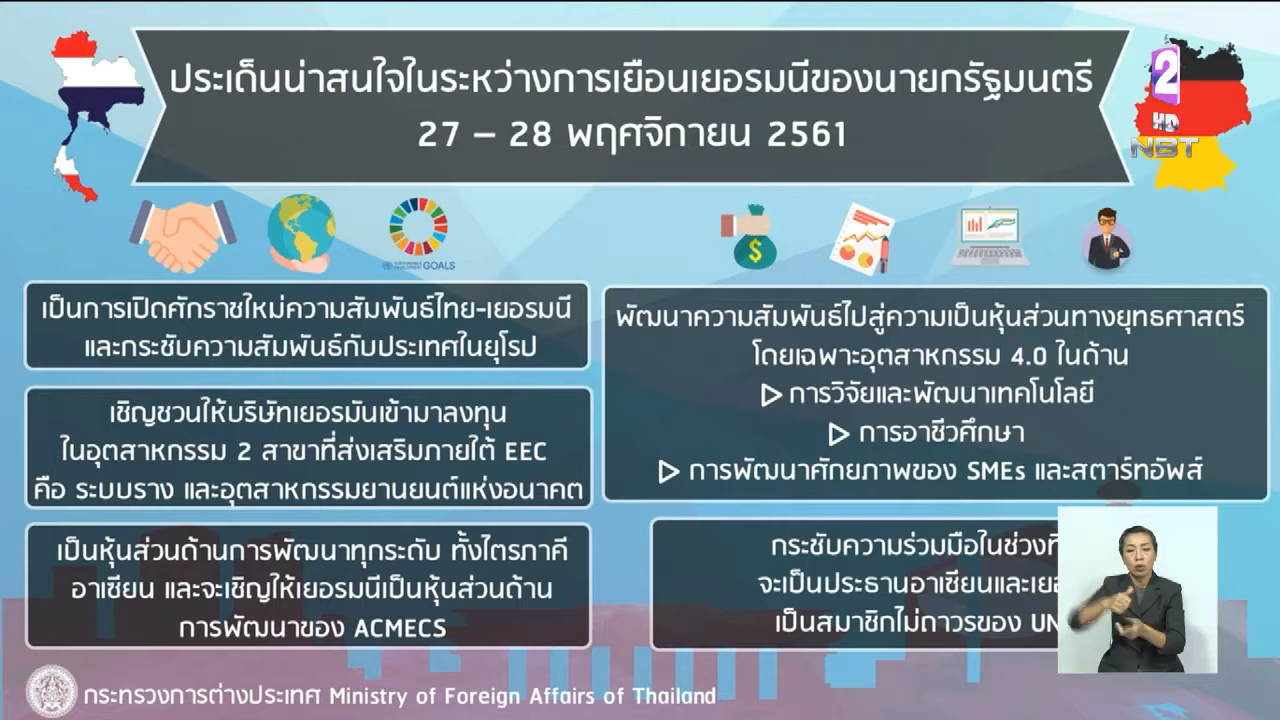 ประเด็นน่าสนใจในระหว่างการเยือนเยอรมนีของนายกรัฐมนตรี
27 – 28 พฤศจิกายน 2561
2
HD
NBT
SUSTAINABLE DEVELOPMENT GOALS
เป็นการเปิดศักราชใหม่ความสัมพันธ์ไทย-เยอรมนี
และกระชับความสัมพันธ์กับประเทศในยุโรป
เชิญชวนให้บริษัทเยอรมันเข้ามาลงทุน
ในอุตสาหกรรม 2 สาขาที่ส่งเสริมภายใต้ EEC
คือ ระบบราง และอุตสาหกรรมยานยนต์แห่งอนาคต
เป็นหุ้นส่วนด้านการพัฒนาทุกระดับ ทั้งไตรภาคี
อาเซียน และจะเชิญให้เยอรมนีเป็นหุ้นส่วนด้าน
การพัฒนาของ ACMECS
พัฒนาความสัมพันธ์ไปสู่ความเป็นหุ้นส่วนทางยุทธศาสตร์
โดยเฉพาะอุตสาหกรรม 4.0 ในด้าน
การวิจัยและพัฒนาเทคโนโลยี
การอาชีวศึกษา
การพัฒนาศักยภาพของ SMEs และสตาร์ทอัพส์
กระชับความร่วมมือในช่วงที
จะเป็นประธานอาเซียนและเยอ
เป็นสมาชิกไม่ถาวรของ UN
กระทรวงการต่างประเทศ Ministry of Foreign Affairs of Thailand